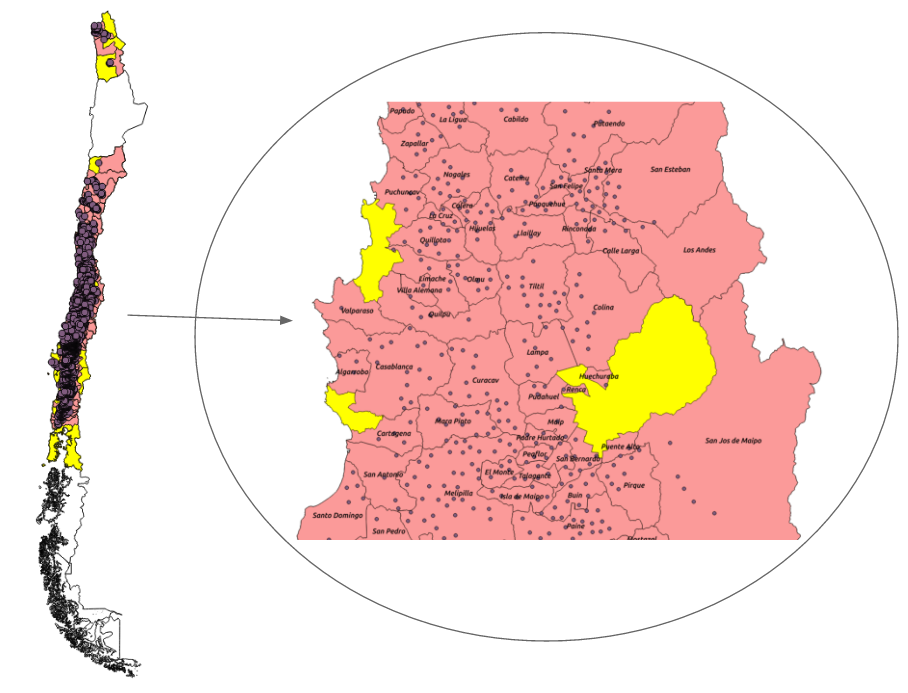 Papudo
La Ligua
Cabildo
Putaendo
Zapallar
Santa Mara
San Esteban
Nogales
Catemu
San Felipe
Puchuncav
Calera
Panquehue
La Cruz
Hijuelas
Llaillay
Rinconada
Quillota
Calle Larga
Los Andes
Limache
Olmu
Villa Alemana
Tiltil
Valparaso
Quilpu
Colina
Lampa
Algarrobo
Casablanca
Huechuraba
Curacav
Renca
Pudahuel
Mara Pinto
Maip
Cartagena
Padre Hurtado
San Jos de Maipo
Puente Alto
Peaflor
San Bernardo
San Antonio
El Monte
Talagante
Pirque
Melipilla
Isla de Maipo
Buin
Santo Domingo
Paine
San Pedro
Mostazal